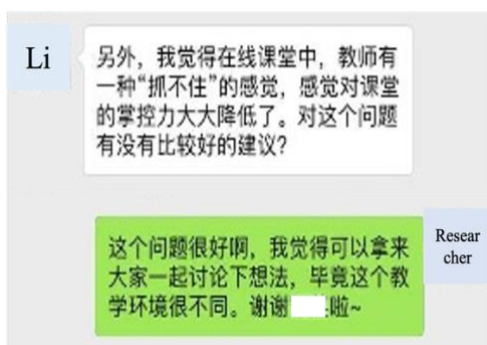 Li
另外，我觉得在线课堂中，教师有
一种“抓不住”的感觉，感觉对课堂
的掌控力大大降低了。对这个问题
有没有比较好的建议？
Resear
cher
这个问题很好啊，我觉得可以拿来
大家一起讨论下想法，毕竟这个教
学环境很不同。谢谢 啦~